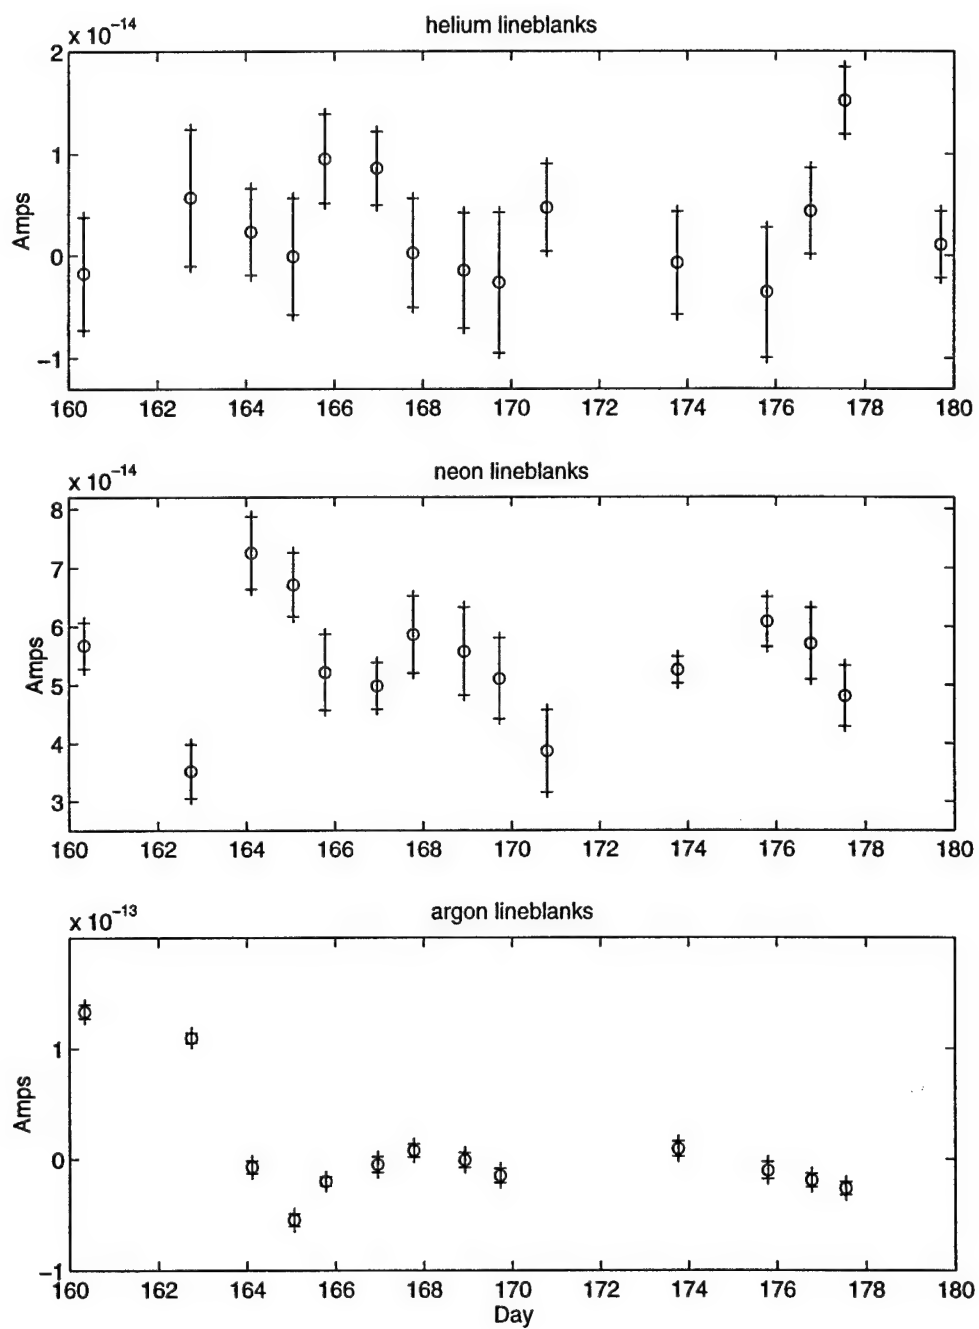 helium lineblanks
x 10⁻¹⁴
2
1
0
−1
Amps
160 162 164 166 168 170 172 174 176 178 180
neon lineblanks
x 10⁻¹⁴
8
7
6
5
4
3
Amps
160 162 164 166 168 170 172 174 176 178 180
argon lineblanks
x 10⁻¹³
1
0
−1
Amps
160 162 164 166 168 170 172 174 176 178 180
Day